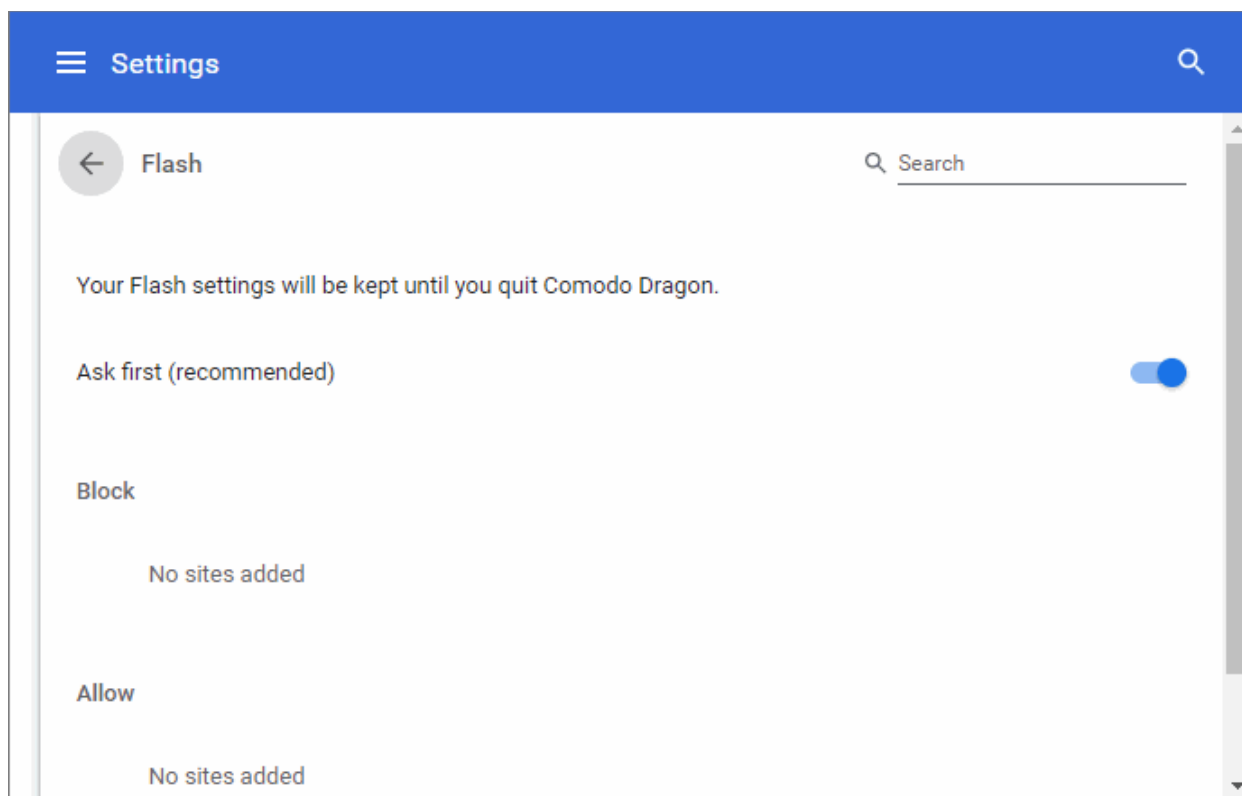 Settings
Flash
Search
Your Flash settings will be kept until you quit Comodo Dragon.
Ask first (recommended)
Block
No sites added
Allow
No sites added